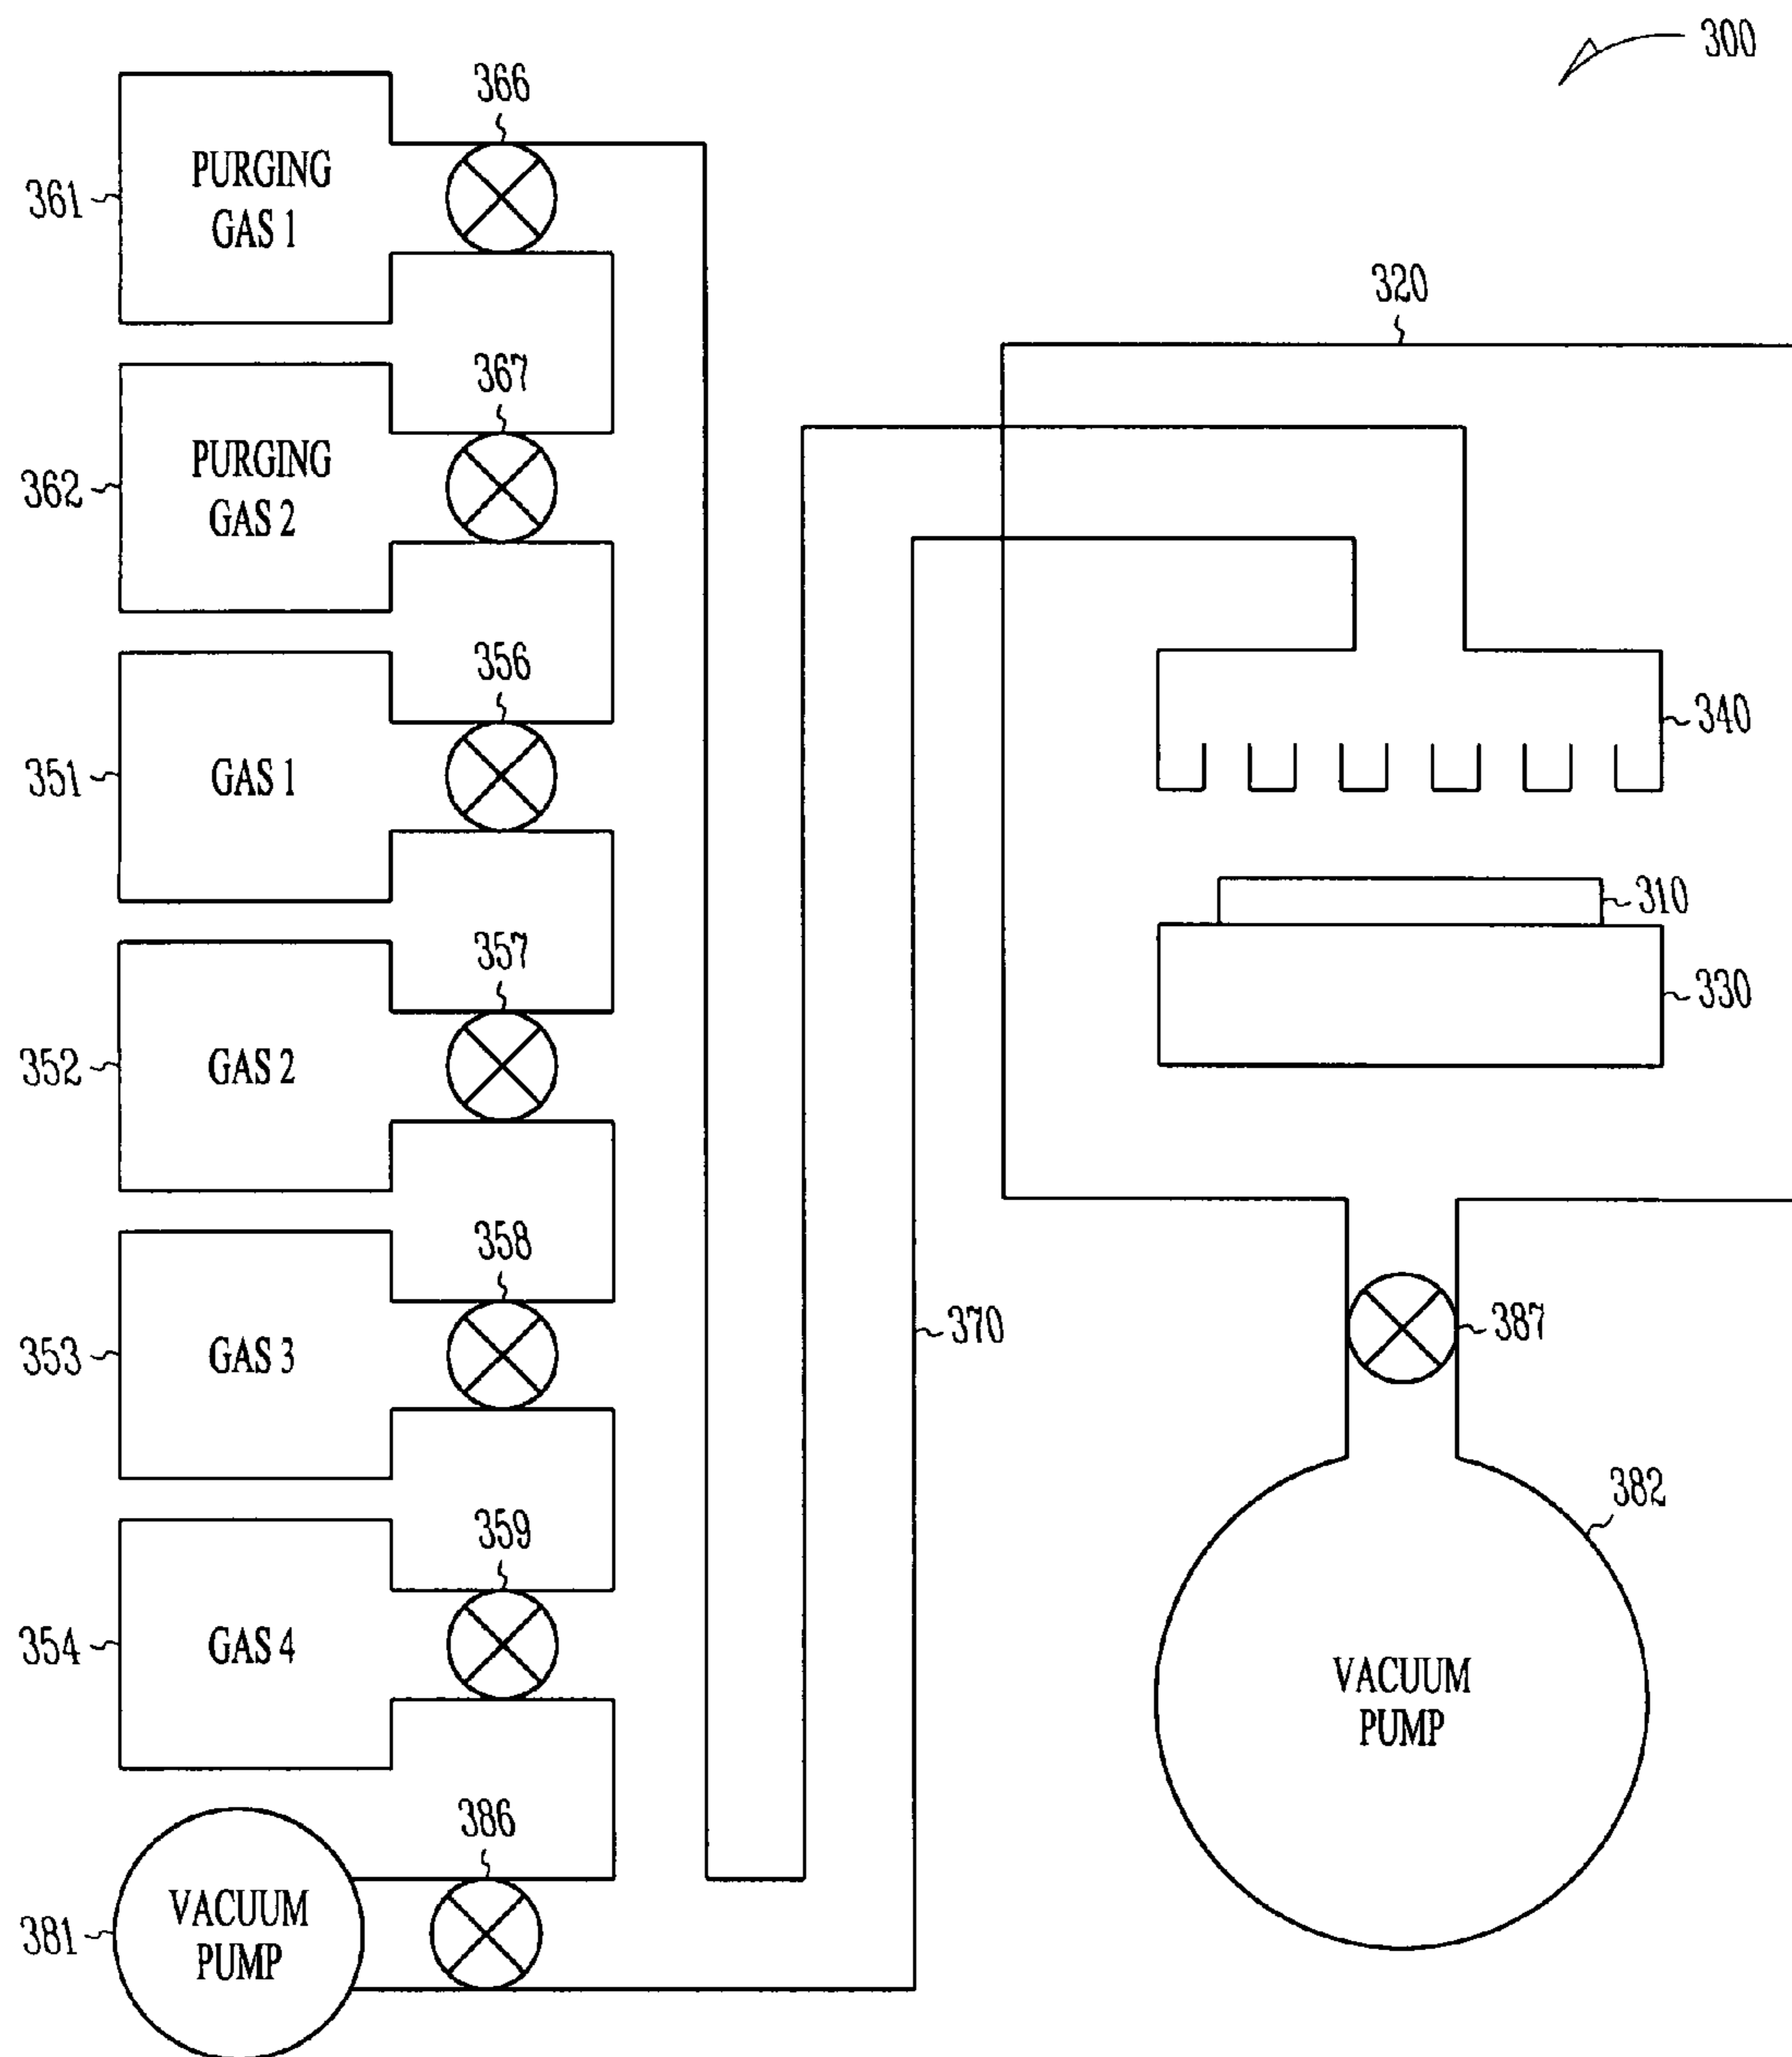 300
366
361
PURGING
GAS 1
320
367
362
PURGING
GAS 2
356
340
351
GAS 1
310
357
330
352
GAS 2
358
370
387
353
GAS 3
359
382
354
GAS 4
VACUUM
PUMP
386
381
VACUUM
PUMP